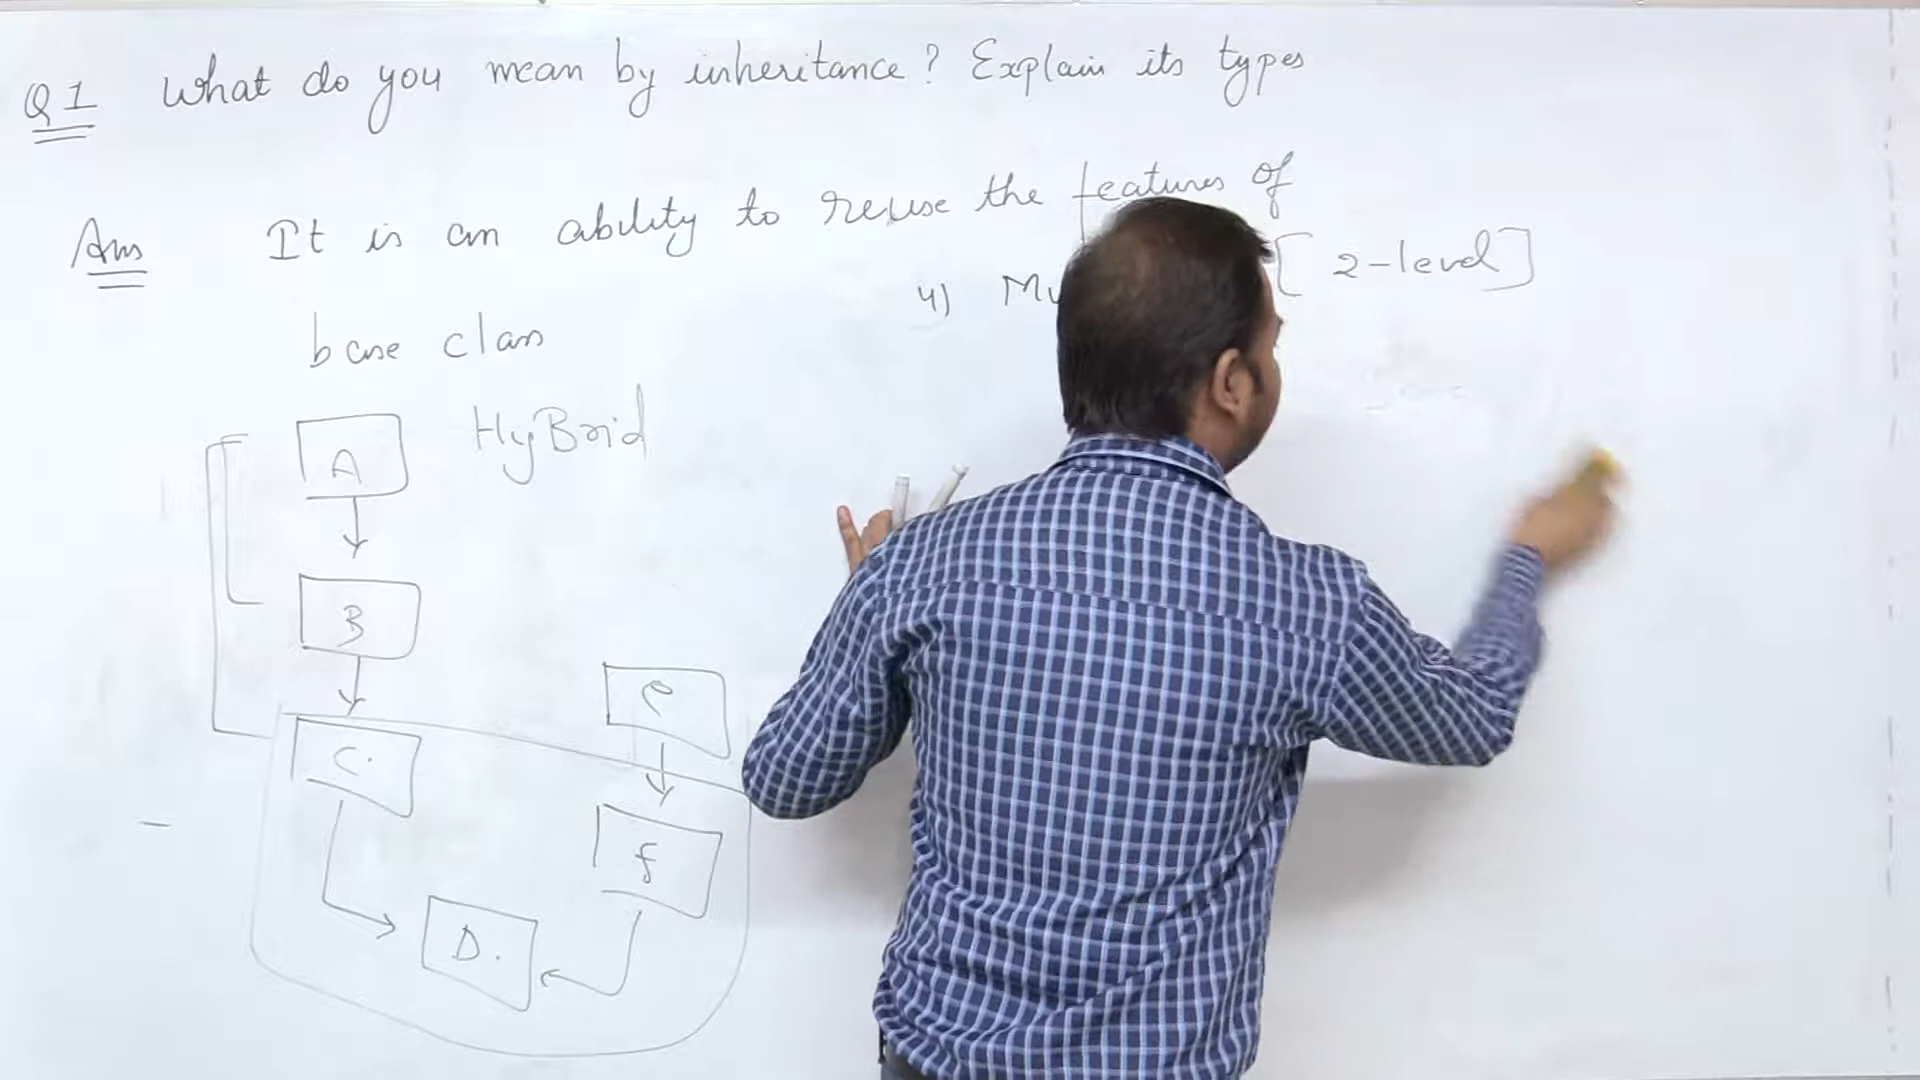 Q1 What do you mean by inheritance? Explain its types
Ans It is an ability to reuse the features of
base class
4) [2-level]
HyBrid
A
B
C.
e
f
D.